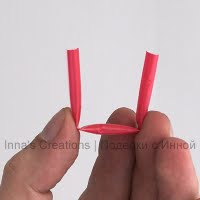 Inna's Creations | Поделки с Инной